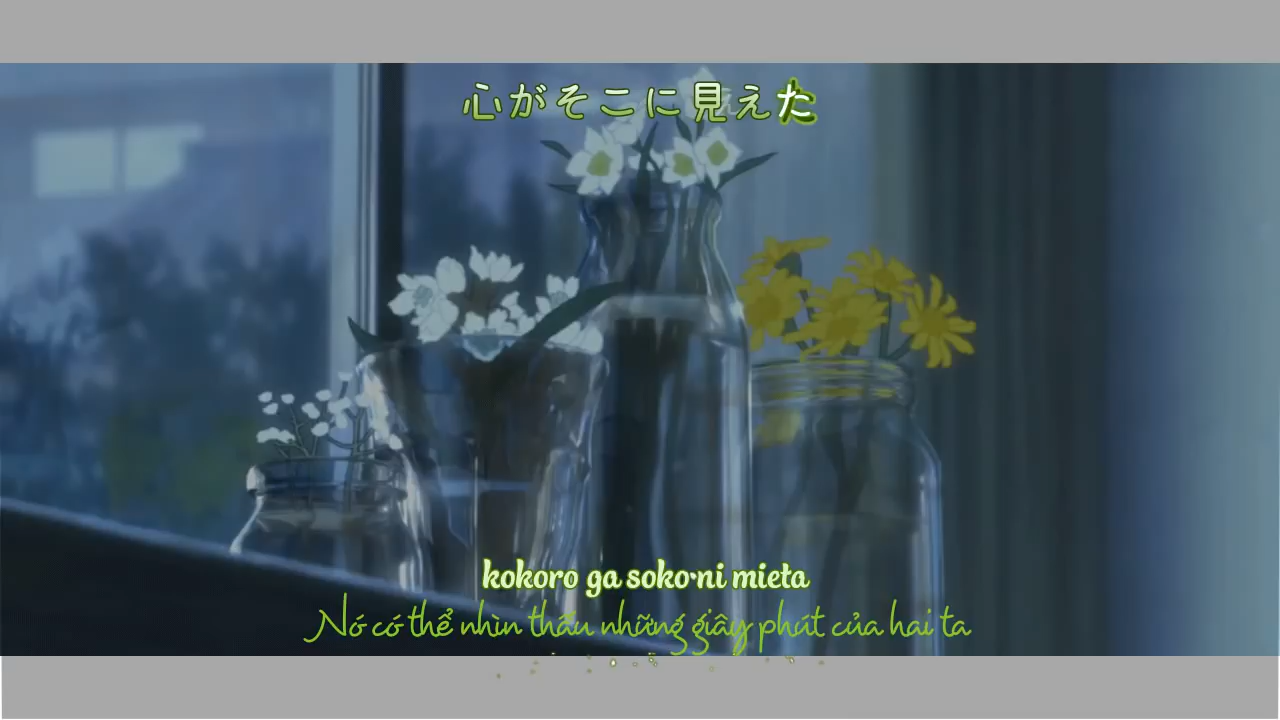 心がそこに見えた
kokoro ga soko ni mieta
Nó có thể nhìn thấu những giây phút của hai ta